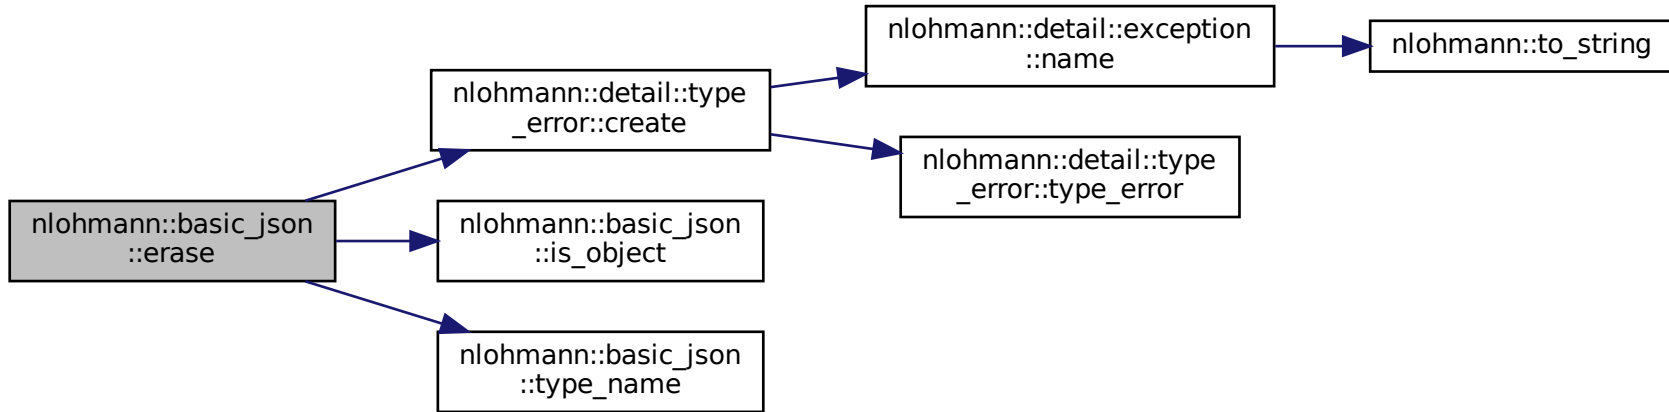 nlohmann::basic_json
::erase
nlohmann::detail::type
_error::create
nlohmann::basic_json
::is_object
nlohmann::basic_json
::type_name
nlohmann::detail::exception
::name
nlohmann::detail::type
_error::type_error
nlohmann::to_string